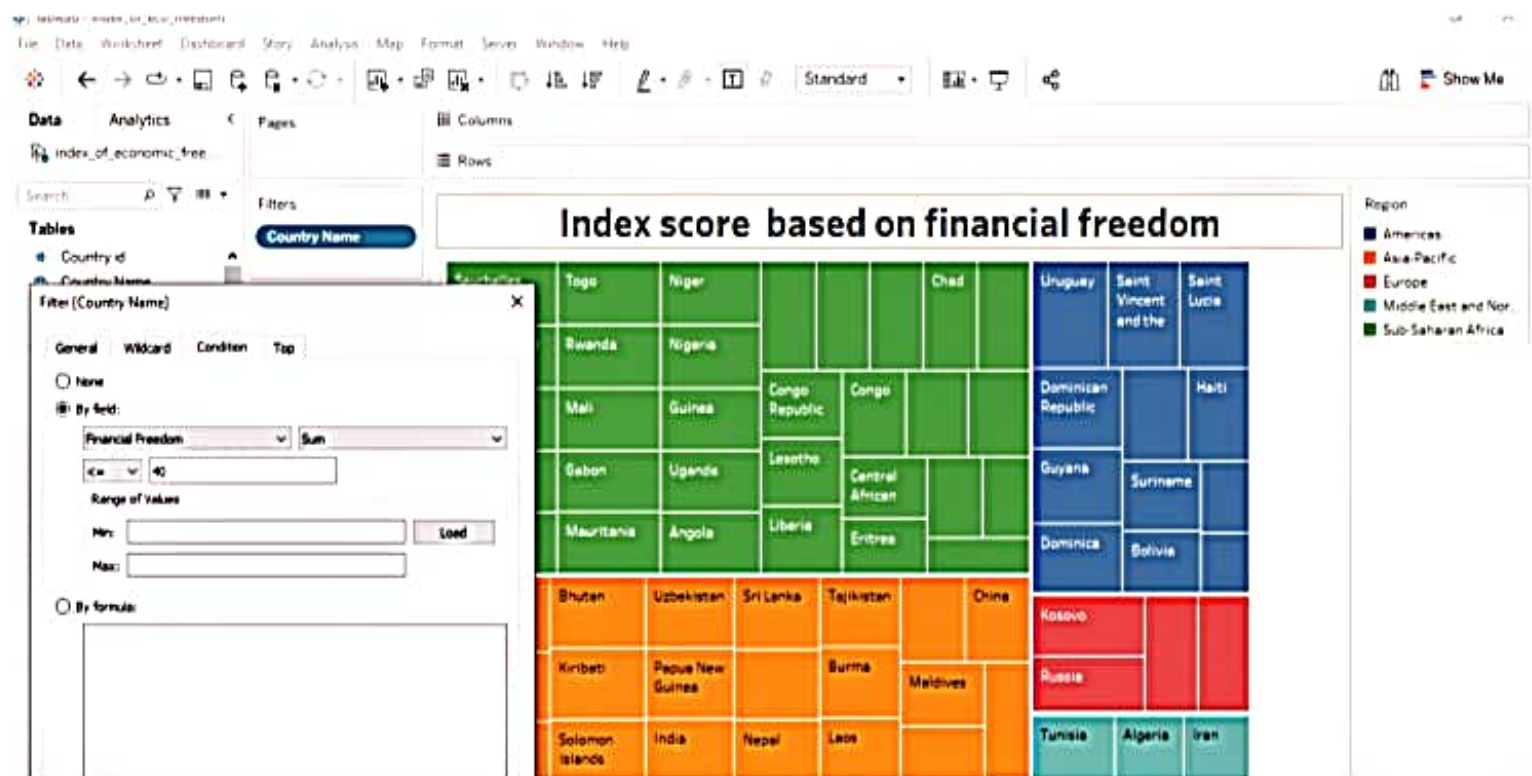 File Data Worksheet Dashboard Story Analysis Map Format Server Window Help
Standard
Show Me
Data Analytics
index_of_economic_free...
Search
Tables
Country id
Country Name
Pages
Filters
Country Name
Columns
Rows
Index score based on financial freedom
Filter [Country Name]
General Wildcard Condition Top
None
By field:
Financial Freedom Sum
<= 40
Range of Values
Min:
Load
Max:
By formula:
Seychelles
Togo
Niger
Chad
Rwanda
Nigeria
Mali
Guinea
Congo
Republic
Congo
Gabon
Uganda
Lesotho
Central
African
Mauritania
Angola
Liberia
Eritrea
Uruguay
Saint
Vincent
and the
Saint
Lucia
Dominican
Republic
Haiti
Guyana
Suriname
Dominica
Bolivia
Bhutan
Uzbekistan
Sri Lanka
Tajikistan
China
Kiribati
Papua New
Guinea
Burma
Maldives
Solomon
Islands
India
Nepal
Laos
Kosovo
Russia
Tunisia
Algeria
Iran
Region
Americas
Asia-Pacific
Europe
Middle East and Nor...
Sub-Saharan Africa